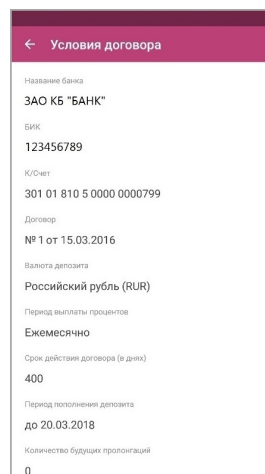 Условия договора
Название банка
ЗАО КБ "БАНК"
БИК
123456789
К/Счет
301 01 810 5 0000 0000799
Договор
№ 1 от 15.03.2016
Валюта депозита
Российский рубль (RUR)
Период выплаты процентов
Ежемесячно
Срок действия договора (в днях)
400
Период пополнения депозита
до 20.03.2018
Количество будущих пролонгаций
0